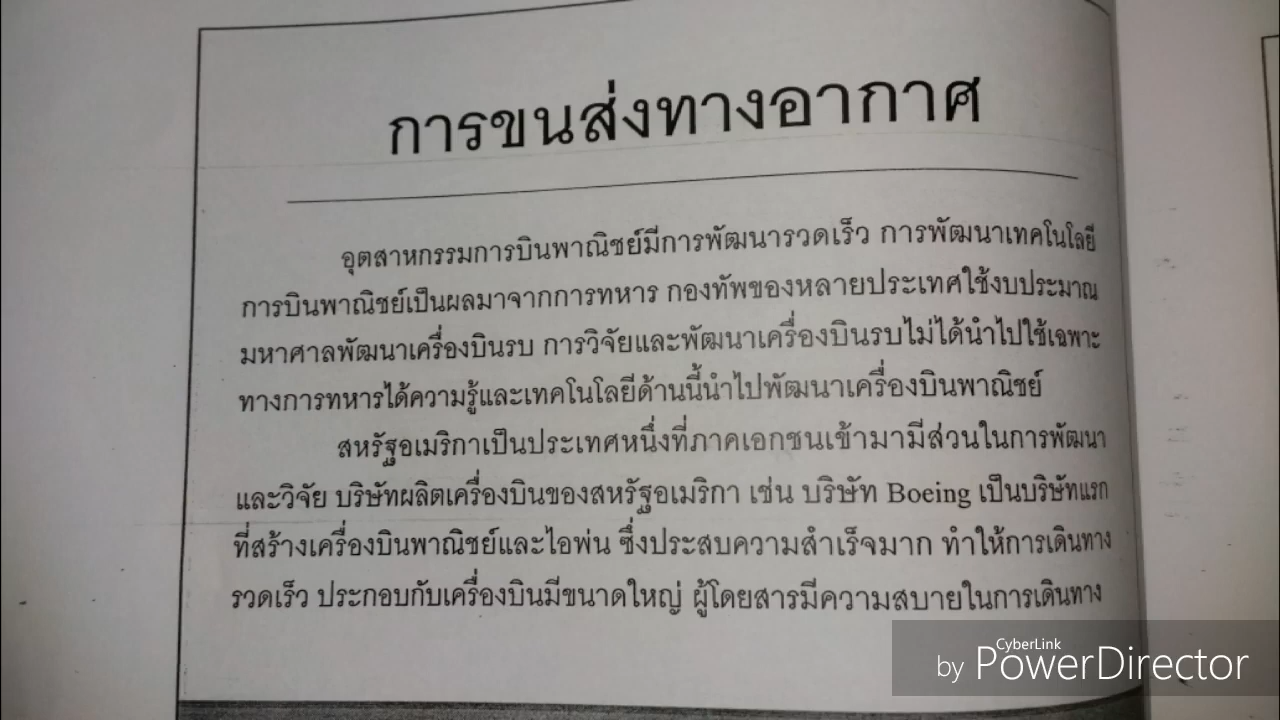 การขนส่งทางอากาศ
อุตสาหกรรมการบินพาณิชย์มีการพัฒนารวดเร็ว การพัฒนาเทคโนโลยี
การบินพาณิชย์เป็นผลมาจากการทหาร กองทัพของหลายประเทศใช้งบประมาณ
มหาศาลพัฒนาเครื่องบินรบ การวิจัยและพัฒนาเครื่องบินรบไม่ได้นำไปใช้เฉพาะ
ทางการทหารได้ความรู้และเทคโนโลยีด้านนี้นำไปพัฒนาเครื่องบินพาณิชย์
สหรัฐอเมริกาเป็นประเทศหนึ่งที่ภาคเอกชนเข้ามามีส่วนในการพัฒนา
และวิจัย บริษัทผลิตเครื่องบินของสหรัฐอเมริกา เช่น บริษัท Boeing เป็นบริษัทแรก
ที่สร้างเครื่องบินพาณิชย์และไอพ่น ซึ่งประสบความสำเร็จมาก ทำให้การเดินทาง
รวดเร็ว ประกอบกับเครื่องบินมีขนาดใหญ่ ผู้โดยสารมีความสบายในการเดินทาง
CyberLink
by PowerDirector